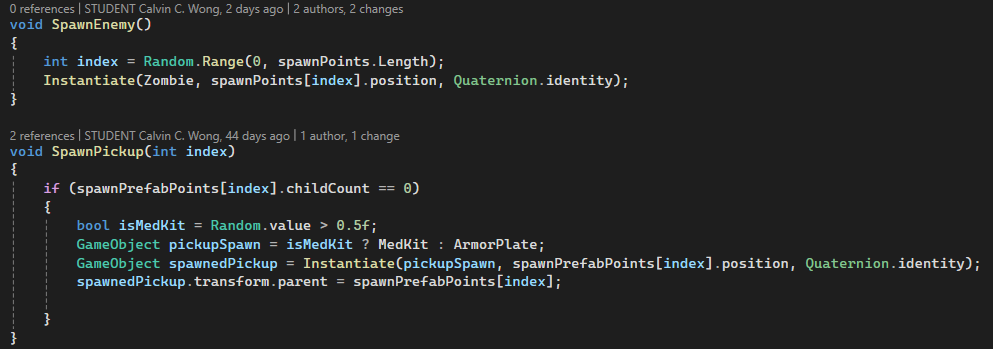 0 references | STUDENT Calvin C. Wong, 2 days ago | 2 authors, 2 changes
void SpawnEnemy()
{
int index = Random.Range(0, spawnPoints.Length);
Instantiate(Zombie, spawnPoints[index].position, Quaternion.identity);
}
2 references | STUDENT Calvin C. Wong, 44 days ago | 1 author, 1 change
void SpawnPickup(int index)
{
if (spawnPrefabPoints[index].childCount == 0)
{
bool isMedKit = Random.value > 0.5f;
GameObject pickupSpawn = isMedKit ? MedKit : ArmorPlate;
GameObject spawnedPickup = Instantiate(pickupSpawn, spawnPrefabPoints[index].position, Quaternion.identity);
spawnedPickup.transform.parent = spawnPrefabPoints[index];
}
}